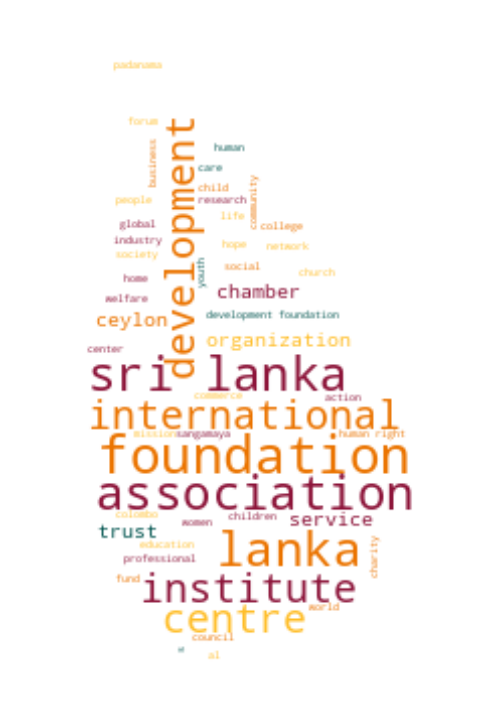 padanama
forum
development
business
human
care
child
people
research
community
life
global
college
industry
hope
network
society
social
youth
church
home
chamber
welfare
development foundation
ceylon
organization
center
sri lanka
commerce
action
international
mission
sangamaya
human right
foundation
association
colombo
women
children
service
trust
lanka
education
charity
professional
fund
institute
world
centre
council
al